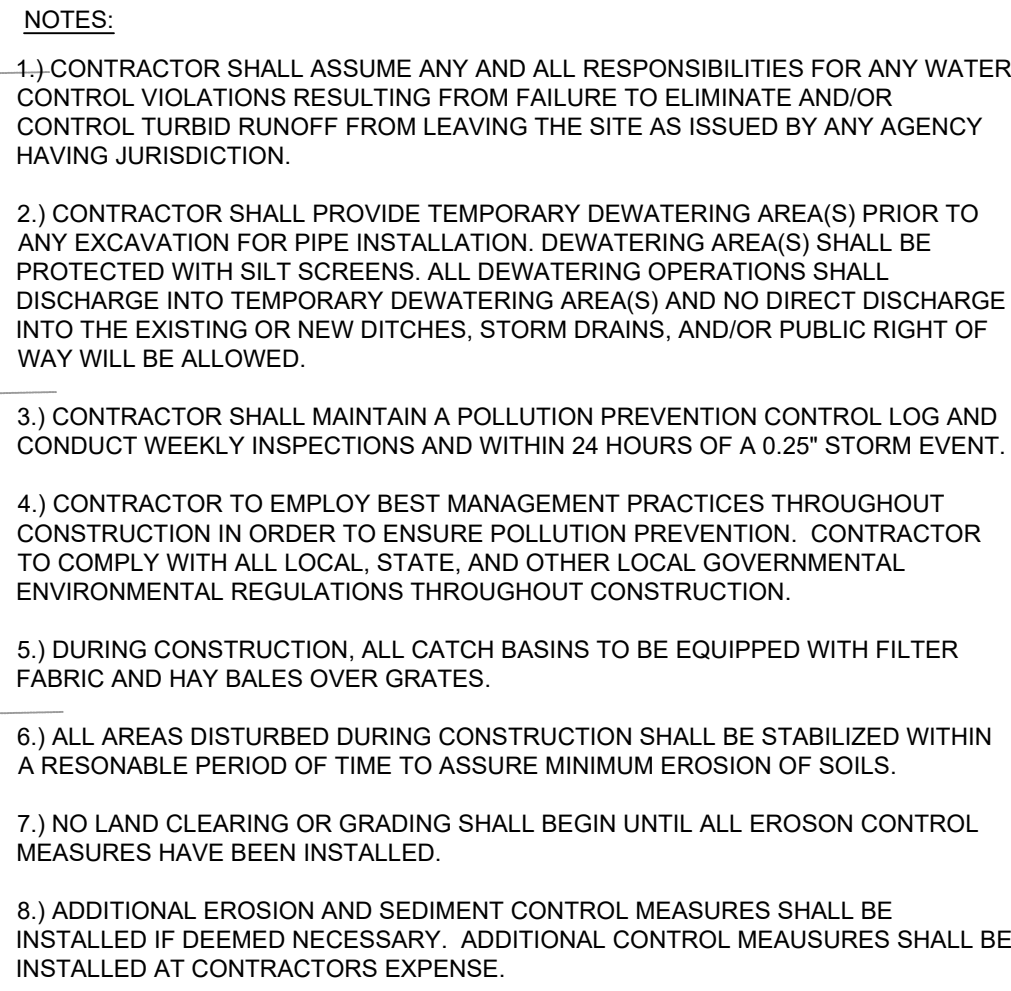 NOTES:
1.) CONTRACTOR SHALL ASSUME ANY AND ALL RESPONSIBILITIES FOR ANY WATER
CONTROL VIOLATIONS RESULTING FROM FAILURE TO ELIMINATE AND/OR
CONTROL TURBID RUNOFF FROM LEAVING THE SITE AS ISSUED BY ANY AGENCY
HAVING JURISDICTION.
2.) CONTRACTOR SHALL PROVIDE TEMPORARY DEWATERING AREA(S) PRIOR TO
ANY EXCAVATION FOR PIPE INSTALLATION. DEWATERING AREA(S) SHALL BE
PROTECTED WITH SILT SCREENS. ALL DEWATERING OPERATIONS SHALL
DISCHARGE INTO TEMPORARY DEWATERING AREA(S) AND NO DIRECT DISCHARGE
INTO THE EXISTING OR NEW DITCHES, STORM DRAINS, AND/OR PUBLIC RIGHT OF
WAY WILL BE ALLOWED.
3.) CONTRACTOR SHALL MAINTAIN A POLLUTION PREVENTION CONTROL LOG AND
CONDUCT WEEKLY INSPECTIONS AND WITHIN 24 HOURS OF A 0.25" STORM EVENT.
4.) CONTRACTOR TO EMPLOY BEST MANAGEMENT PRACTICES THROUGHOUT
CONSTRUCTION IN ORDER TO ENSURE POLLUTION PREVENTION.  CONTRACTOR
TO COMPLY WITH ALL LOCAL, STATE, AND OTHER LOCAL GOVERNMENTAL
ENVIRONMENTAL REGULATIONS THROUGHOUT CONSTRUCTION.
5.) DURING CONSTRUCTION, ALL CATCH BASINS TO BE EQUIPPED WITH FILTER
FABRIC AND HAY BALES OVER GRATES.
6.) ALL AREAS DISTURBED DURING CONSTRUCTION SHALL BE STABILIZED WITHIN
A RESONABLE PERIOD OF TIME TO ASSURE MINIMUM EROSION OF SOILS.
7.) NO LAND CLEARING OR GRADING SHALL BEGIN UNTIL ALL EROSON CONTROL
MEASURES HAVE BEEN INSTALLED.
8.) ADDITIONAL EROSION AND SEDIMENT CONTROL MEASURES SHALL BE
INSTALLED IF DEEMED NECESSARY.  ADDITIONAL CONTROL MEAUSURES SHALL BE
INSTALLED AT CONTRACTORS EXPENSE.